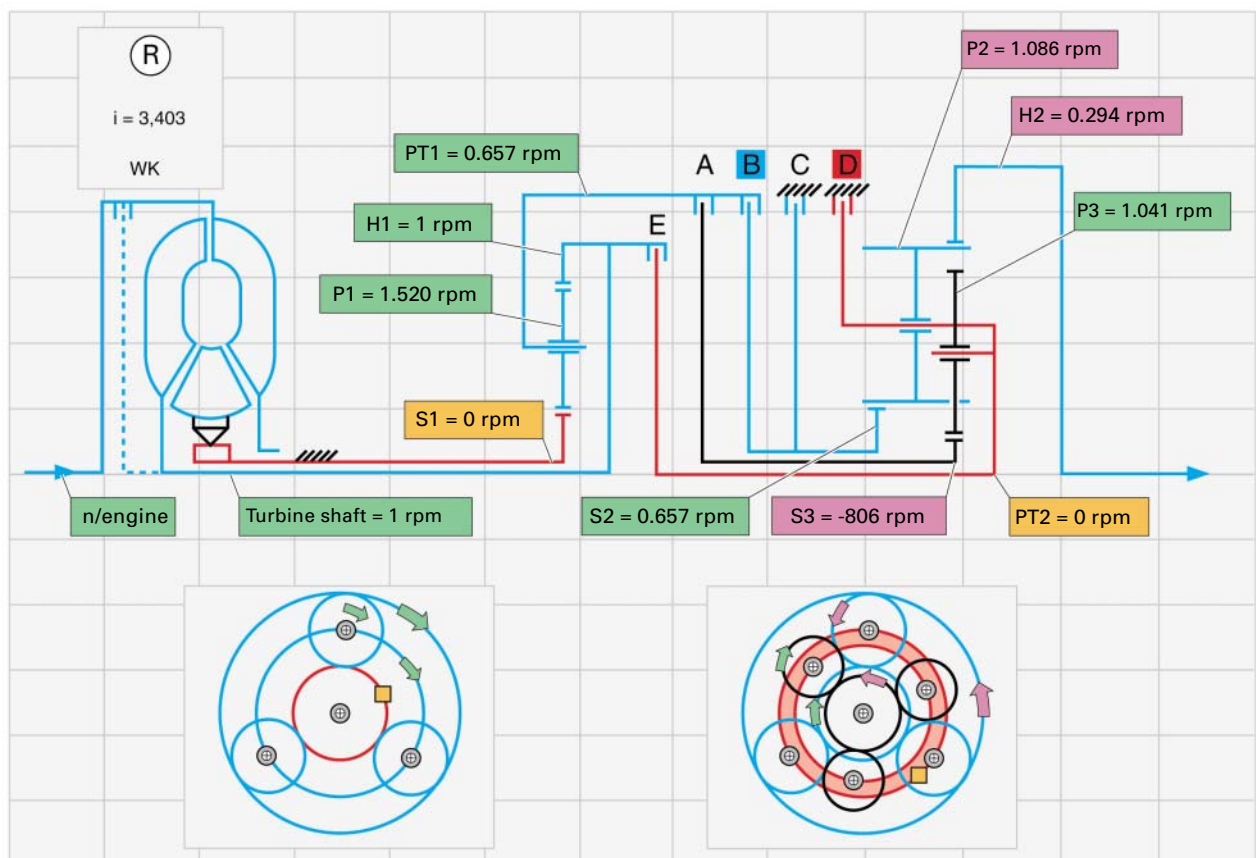 R
i = 3,403
WK
P2 = 1.086 rpm
H2 = 0.294 rpm
PT1 = 0.657 rpm
A
B
C
D
P3 = 1.041 rpm
H1 = 1 rpm
E
P1 = 1.520 rpm
S1 = 0 rpm
n/engine
Turbine shaft = 1 rpm
S2 = 0.657 rpm
S3 = -806 rpm
PT2 = 0 rpm